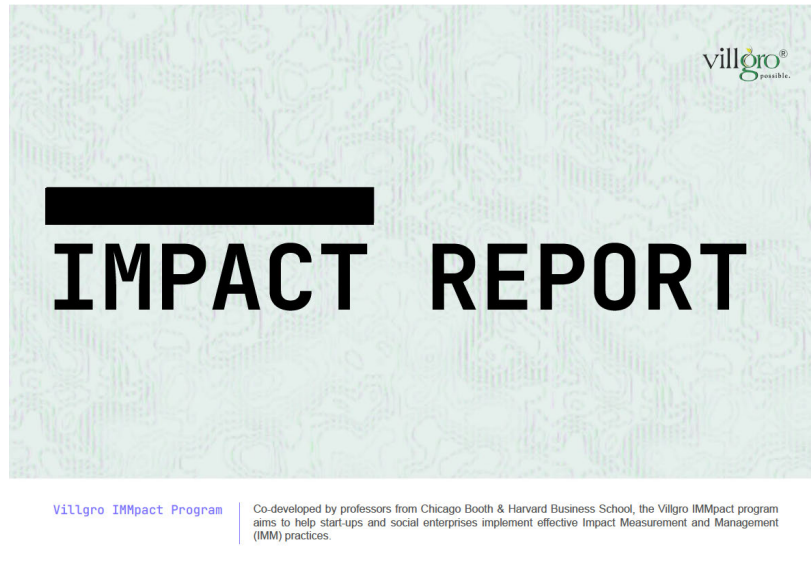 villgro®
possible.
IMPACT REPORT
Villgro IMMpact Program
Co-developed by professors from Chicago Booth & Harvard Business School, the Villgro IMMpact program
aims to help start-ups and social enterprises implement effective Impact Measurement and Management
(IMM) practices.